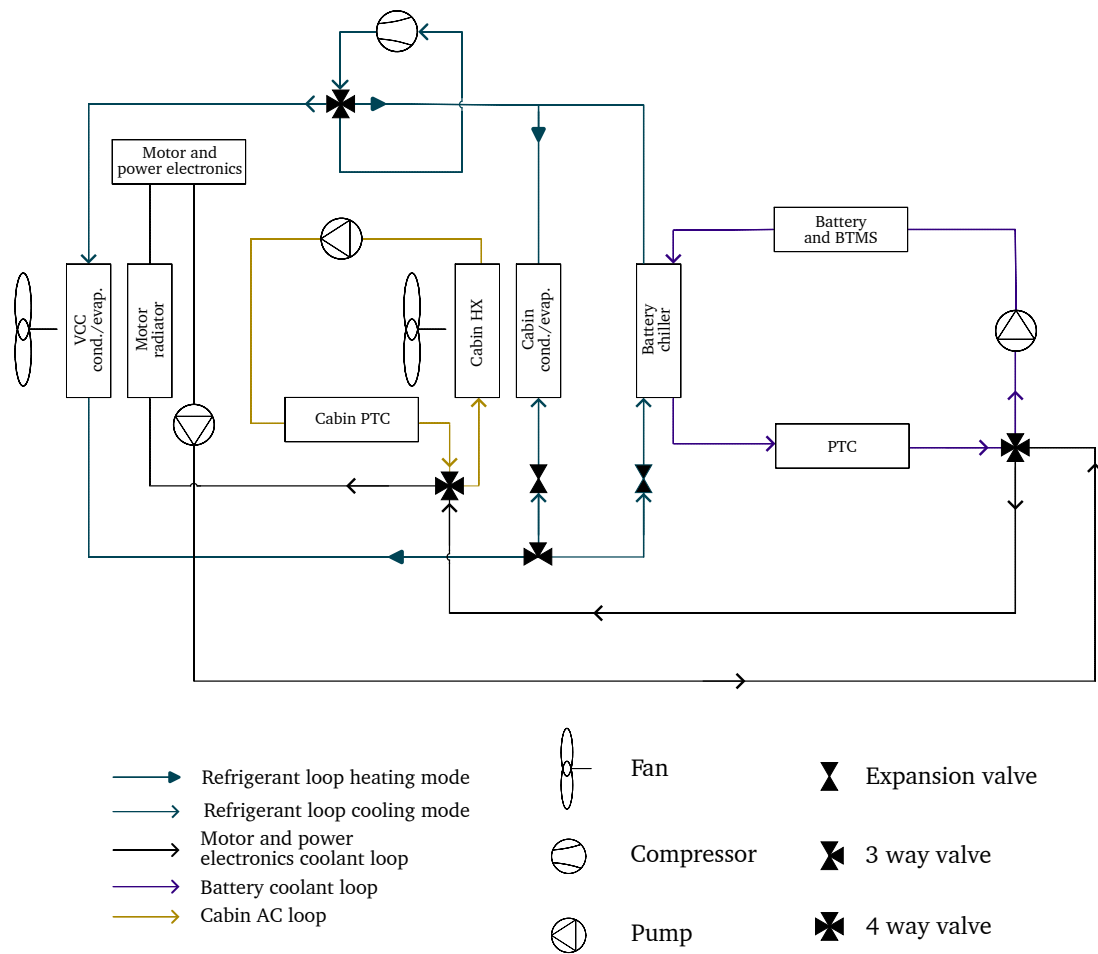 Motor and
power electronics
Battery
and BTMS
VCC
cond./evap.
Motor
radiator
Cabin HX
Cabin
cond./evap.
Battery
chiller
Cabin PTC
PTC
Refrigerant loop heating mode
Refrigerant loop cooling mode
Motor and power
electronics coolant loop
Battery coolant loop
Cabin AC loop
Fan
Compressor
Pump
Expansion valve
3 way valve
4 way valve